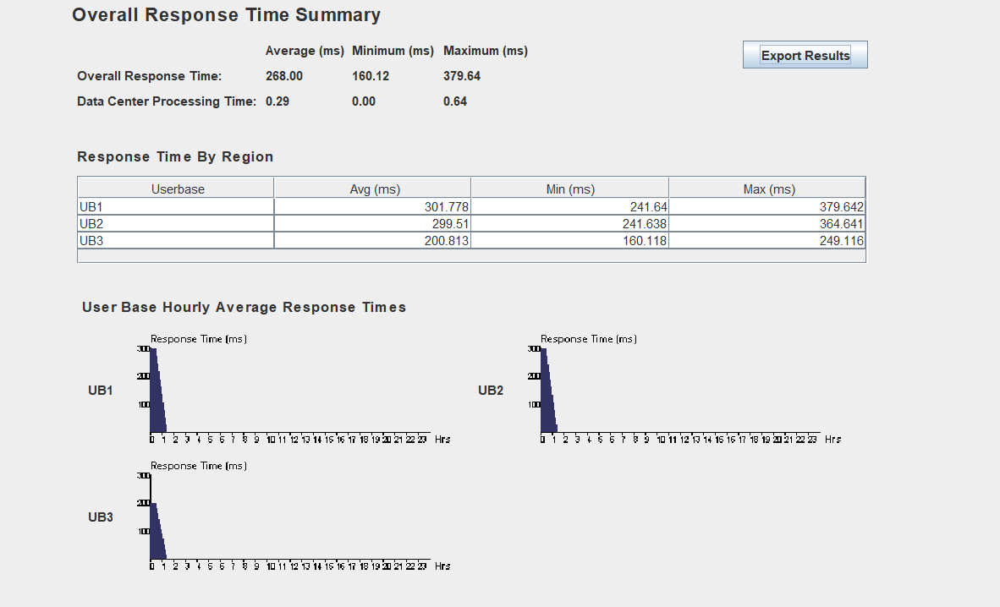 Overall Response Time Summary
Average (ms) Minimum (ms) Maximum (ms)
Export Results
Overall Response Time: 268.00 160.12 379.64
Data Center Processing Time: 0.29 0.00 0.64
Response Time By Region
Userbase Avg (ms) Min (ms) Max (ms)
UB1 301.778 241.64 379.642
UB2 299.51 241.638 364.641
UB3 200.813 160.118 249.116
User Base Hourly Average Response Times
Response Time (ms) Response Time (ms)
300 300
200 200
UB1 UB2
100 100
0 1 2 3 4 5 6 7 8 9 10 11 12 13 14 15 16 17 18 19 20 21 22 23 Hrs 0 1 2 3 4 5 6 7 8 9 10 11 12 13 14 15 16 17 18 19 20 21 22 23 Hrs
Response Time (ms)
300
200
UB3
100
0 1 2 3 4 5 6 7 8 9 10 11 12 13 14 15 16 17 18 19 20 21 22 23 Hrs